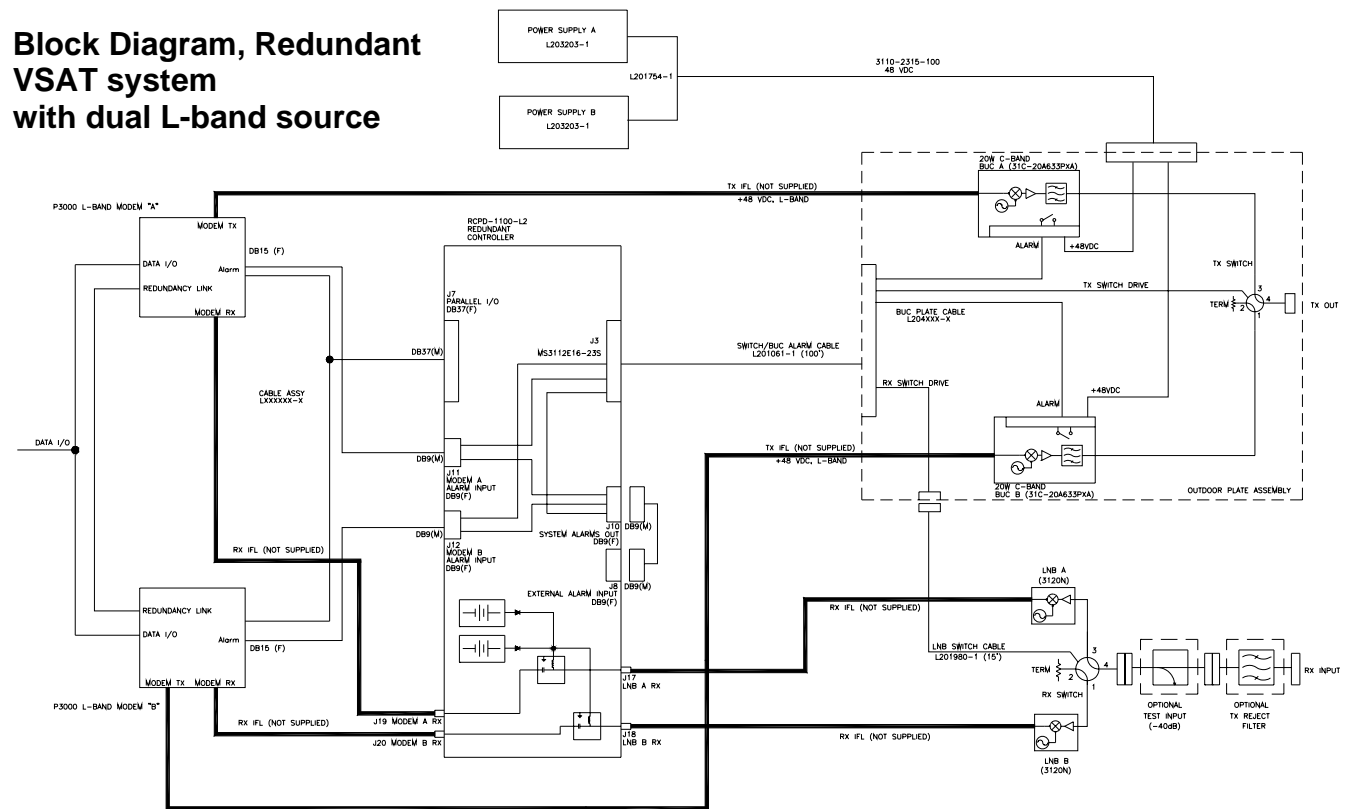 Block Diagram, Redundant
VSAT system
with dual L-band source
POWER SUPPLY A
L203203-1
L201754-1
POWER SUPPLY B
L203203-1
3110-2315-100
48 VDC
P3000 L-BAND MODEM "A"
MODEM TX
DATA I/O
Alarm
REDUNDANCY LINK
MODEM RX
DB15 (F)
TX IFL (NOT SUPPLIED)
+48 VDC, L-BAND
RCPD-1100-L2
REDUNDANT
CONTROLLER
J7
PARALLEL I/O
DB37(F)
DB37(M)
J3
MS3112E16-23S
CABLE ASSY
LXXXXXX-X
DATA I/O
SWITCH/BUC ALARM CABLE
L201061-1 (100')
20W C-BAND
BUC A (31C-20A633PXA)
ALARM
+48VDC
TX SWITCH
TX SWITCH DRIVE
BUC PLATE CABLE
L204XXX-X
TERM
3
2
4
1
TX OUT
RX SWITCH DRIVE
+48VDC
ALARM
20W C-BAND
BUC B (31C-20A633PXA)
OUTDOOR PLATE ASSEMBLY
TX IFL (NOT SUPPLIED)
+48 VDC, L-BAND
DB9(M)
J11
MODEM A
ALARM INPUT
DB9(F)
DB9(M)
J12
MODEM B
ALARM INPUT
DB9(F)
J10
SYSTEM ALARMS OUT
DB9(F)
DB9(M)
J8
EXTERNAL ALARM INPUT
DB9(F)
DB9(M)
RX IFL (NOT SUPPLIED)
REDUNDANCY LINK
DATA I/O
Alarm
DB15 (F)
MODEM TX
MODEM RX
P3000 L-BAND MODEM "B"
RX IFL (NOT SUPPLIED)
J19 MODEM A RX
J20 MODEM B RX
J17
LNB A RX
J18
LNB B RX
RX IFL (NOT SUPPLIED)
RX IFL (NOT SUPPLIED)
LNB A
(3120N)
LNB SWITCH CABLE
L201980-1 (15')
TERM
3
2
4
1
RX SWITCH
LNB B
(3120N)
OPTIONAL
TEST INPUT
(-40dB)
OPTIONAL
TX REJECT
FILTER
RX INPUT